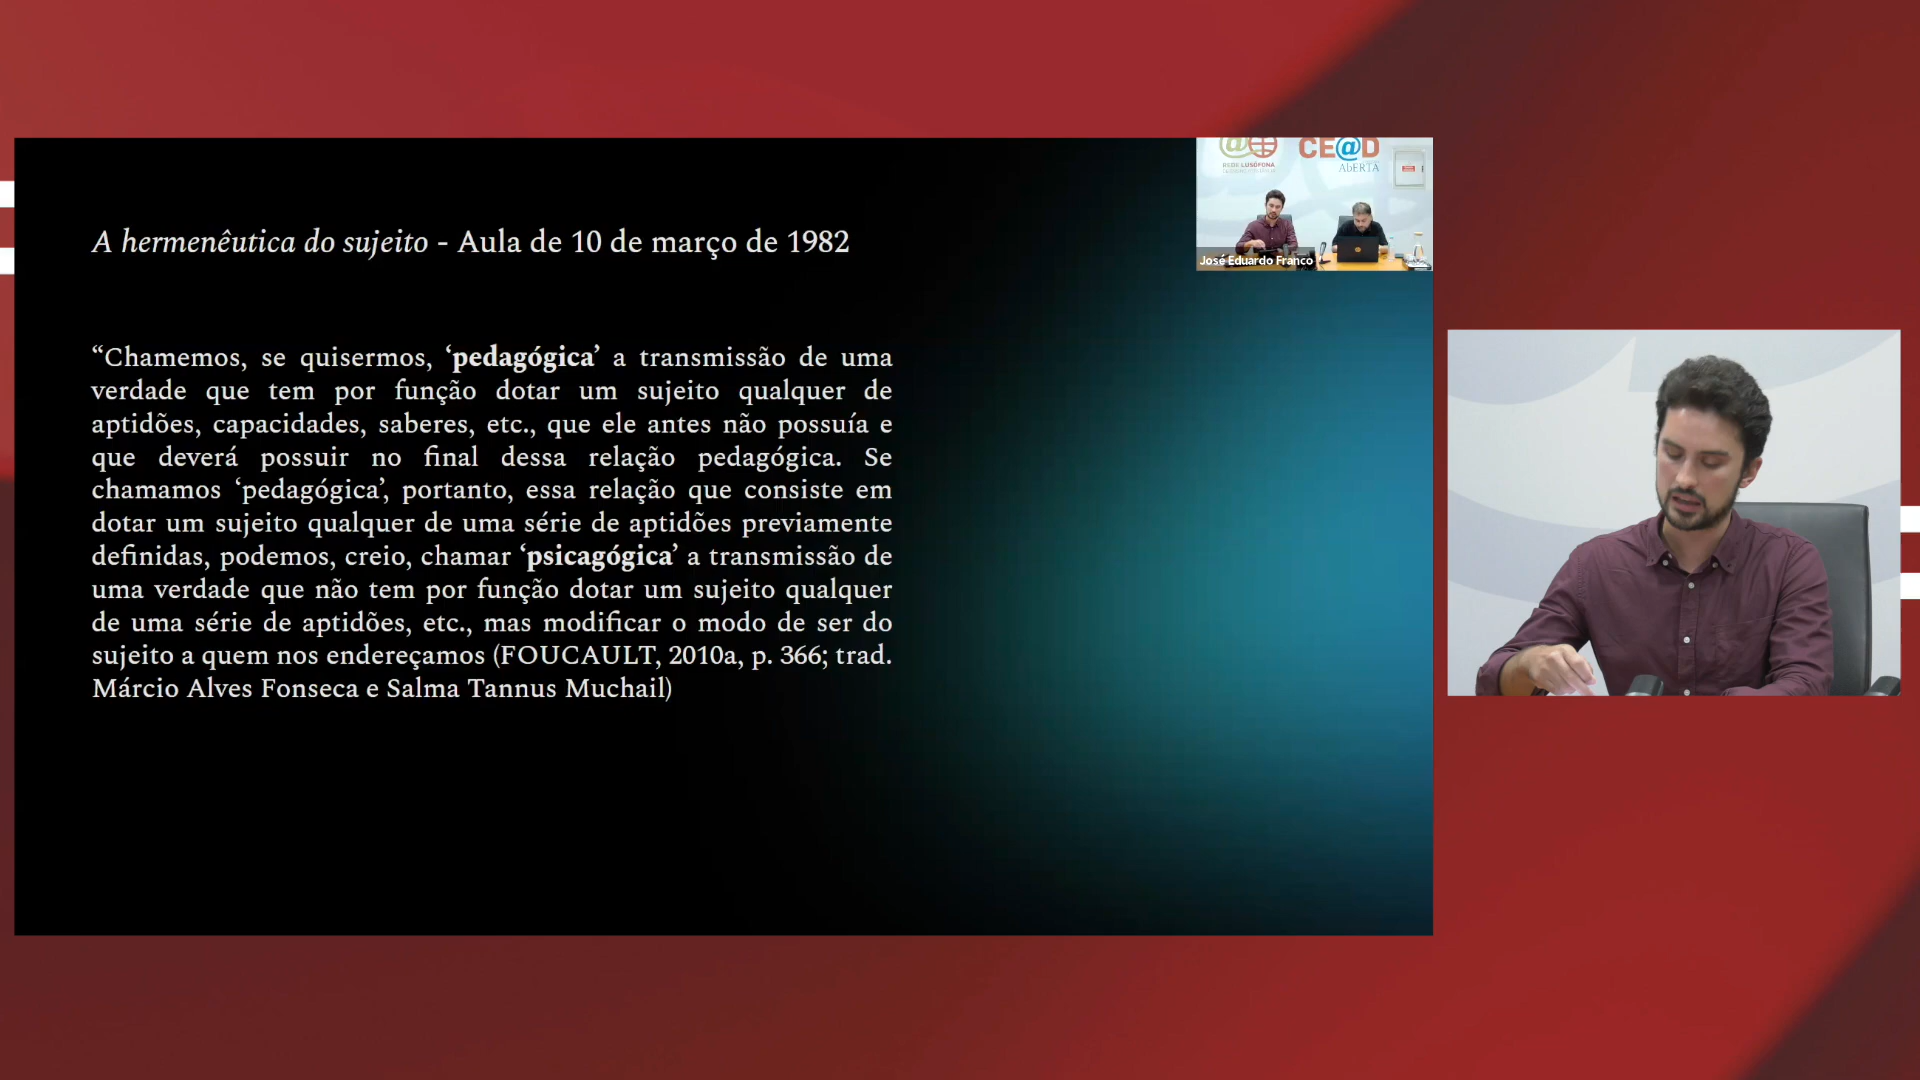 A hermenêutica do sujeito - Aula de 10 de março de 1982
“Chamemos, se quisermos, ‘pedagógica’ a transmissão de uma
verdade que tem por função dotar um sujeito qualquer de
aptidões, capacidades, saberes, etc., que ele antes não possuía e
que deverá possuir no final dessa relação pedagógica. Se
chamamos ‘pedagógica’, portanto, essa relação que consiste em
dotar um sujeito qualquer de uma série de aptidões previamente
definidas, podemos, creio, chamar ‘psicagógica’ a transmissão de
uma verdade que não tem por função dotar um sujeito qualquer
de uma série de aptidões, etc., mas modificar o modo de ser do
sujeito a quem nos endereçamos (FOUCAULT, 2010a, p. 366; trad.
Márcio Alves Fonseca e Salma Tannus Muchail)
REDE LUSÓFONA
CE@D
AbERTA
José Eduardo Franco